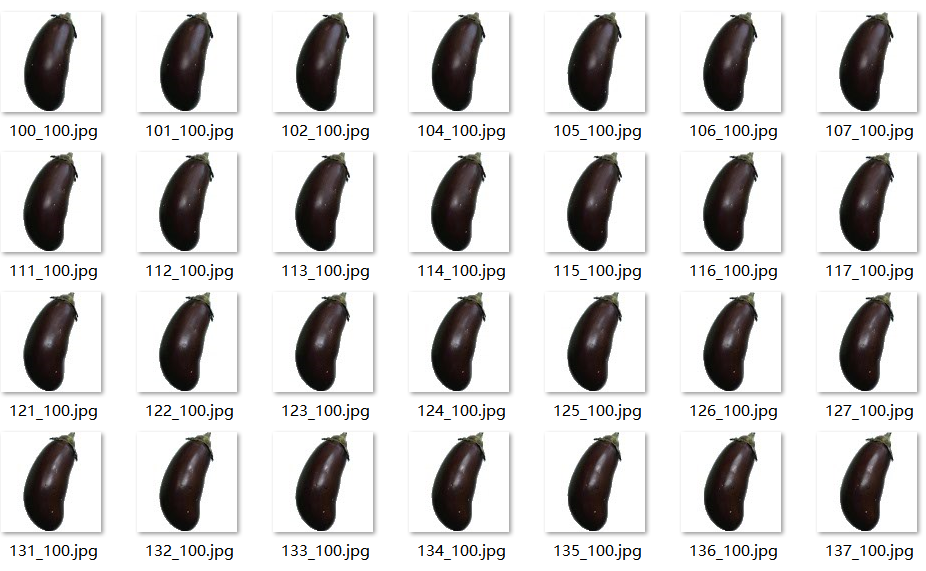 100_100.jpg 101_100.jpg 102_100.jpg 104_100.jpg 105_100.jpg 106_100.jpg 107_100.jpg
111_100.jpg 112_100.jpg 113_100.jpg 114_100.jpg 115_100.jpg 116_100.jpg 117_100.jpg
121_100.jpg 122_100.jpg 123_100.jpg 124_100.jpg 125_100.jpg 126_100.jpg 127_100.jpg
131_100.jpg 132_100.jpg 133_100.jpg 134_100.jpg 135_100.jpg 136_100.jpg 137_100.jpg